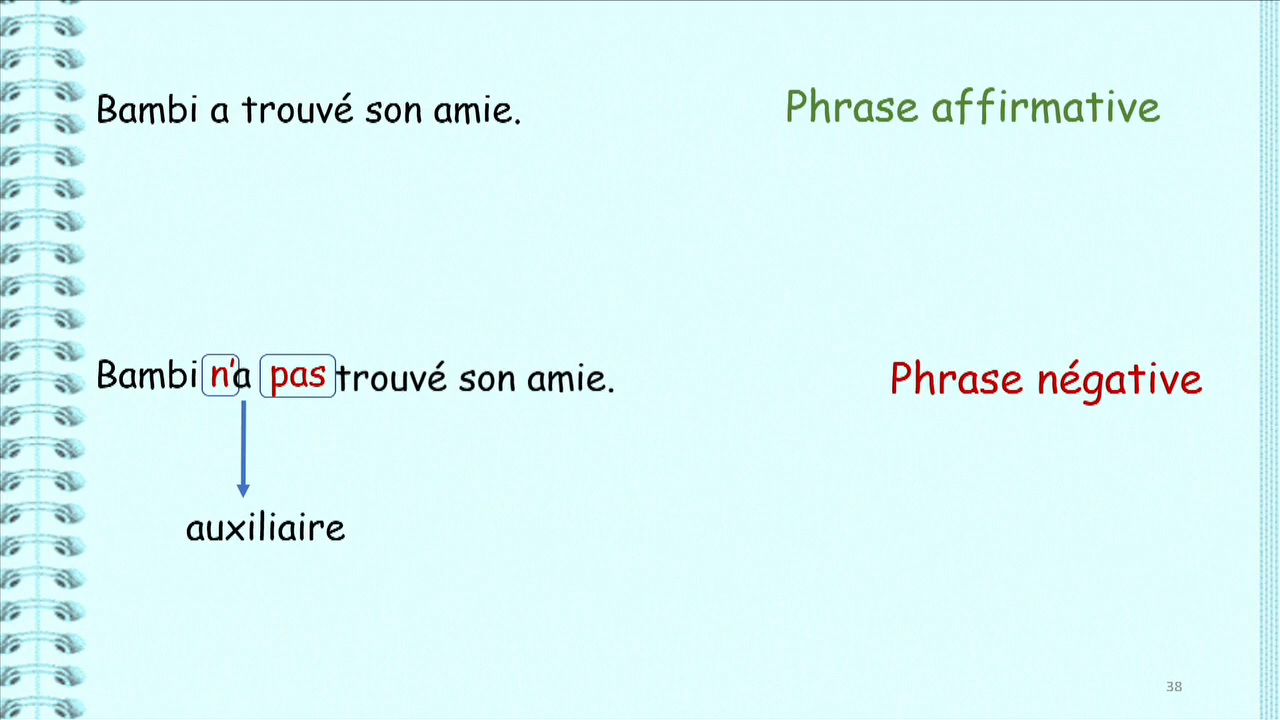 Bambi a trouvé son amie.
Phrase affirmative
Bambi n'a pas trouvé son amie.
Phrase négative
auxiliaire
38